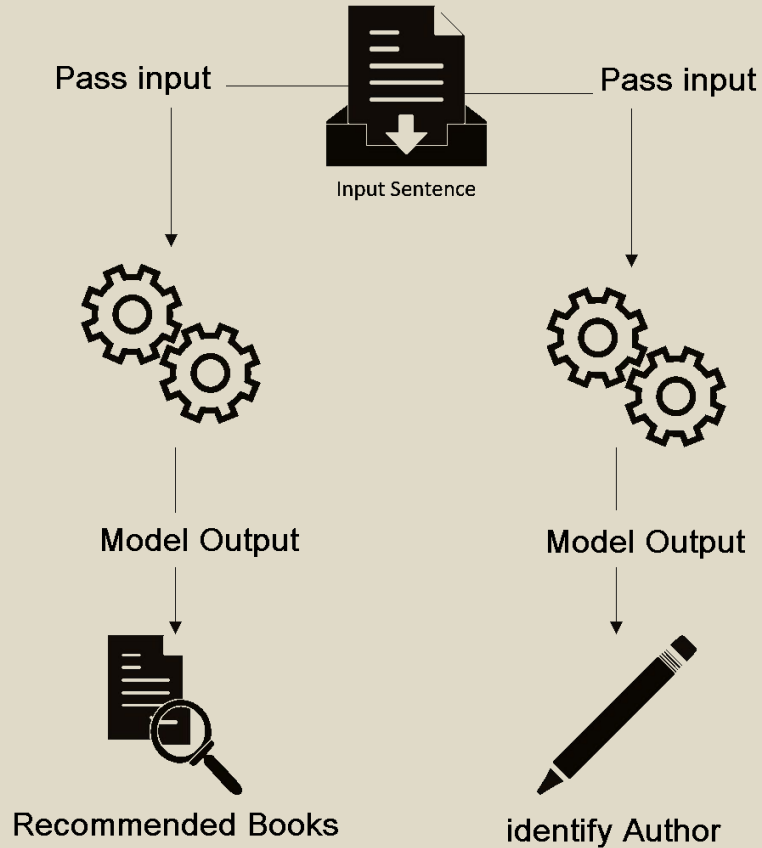 Pass input
Pass input
Input Sentence
Model Output
Model Output
Recommended Books
identify Author